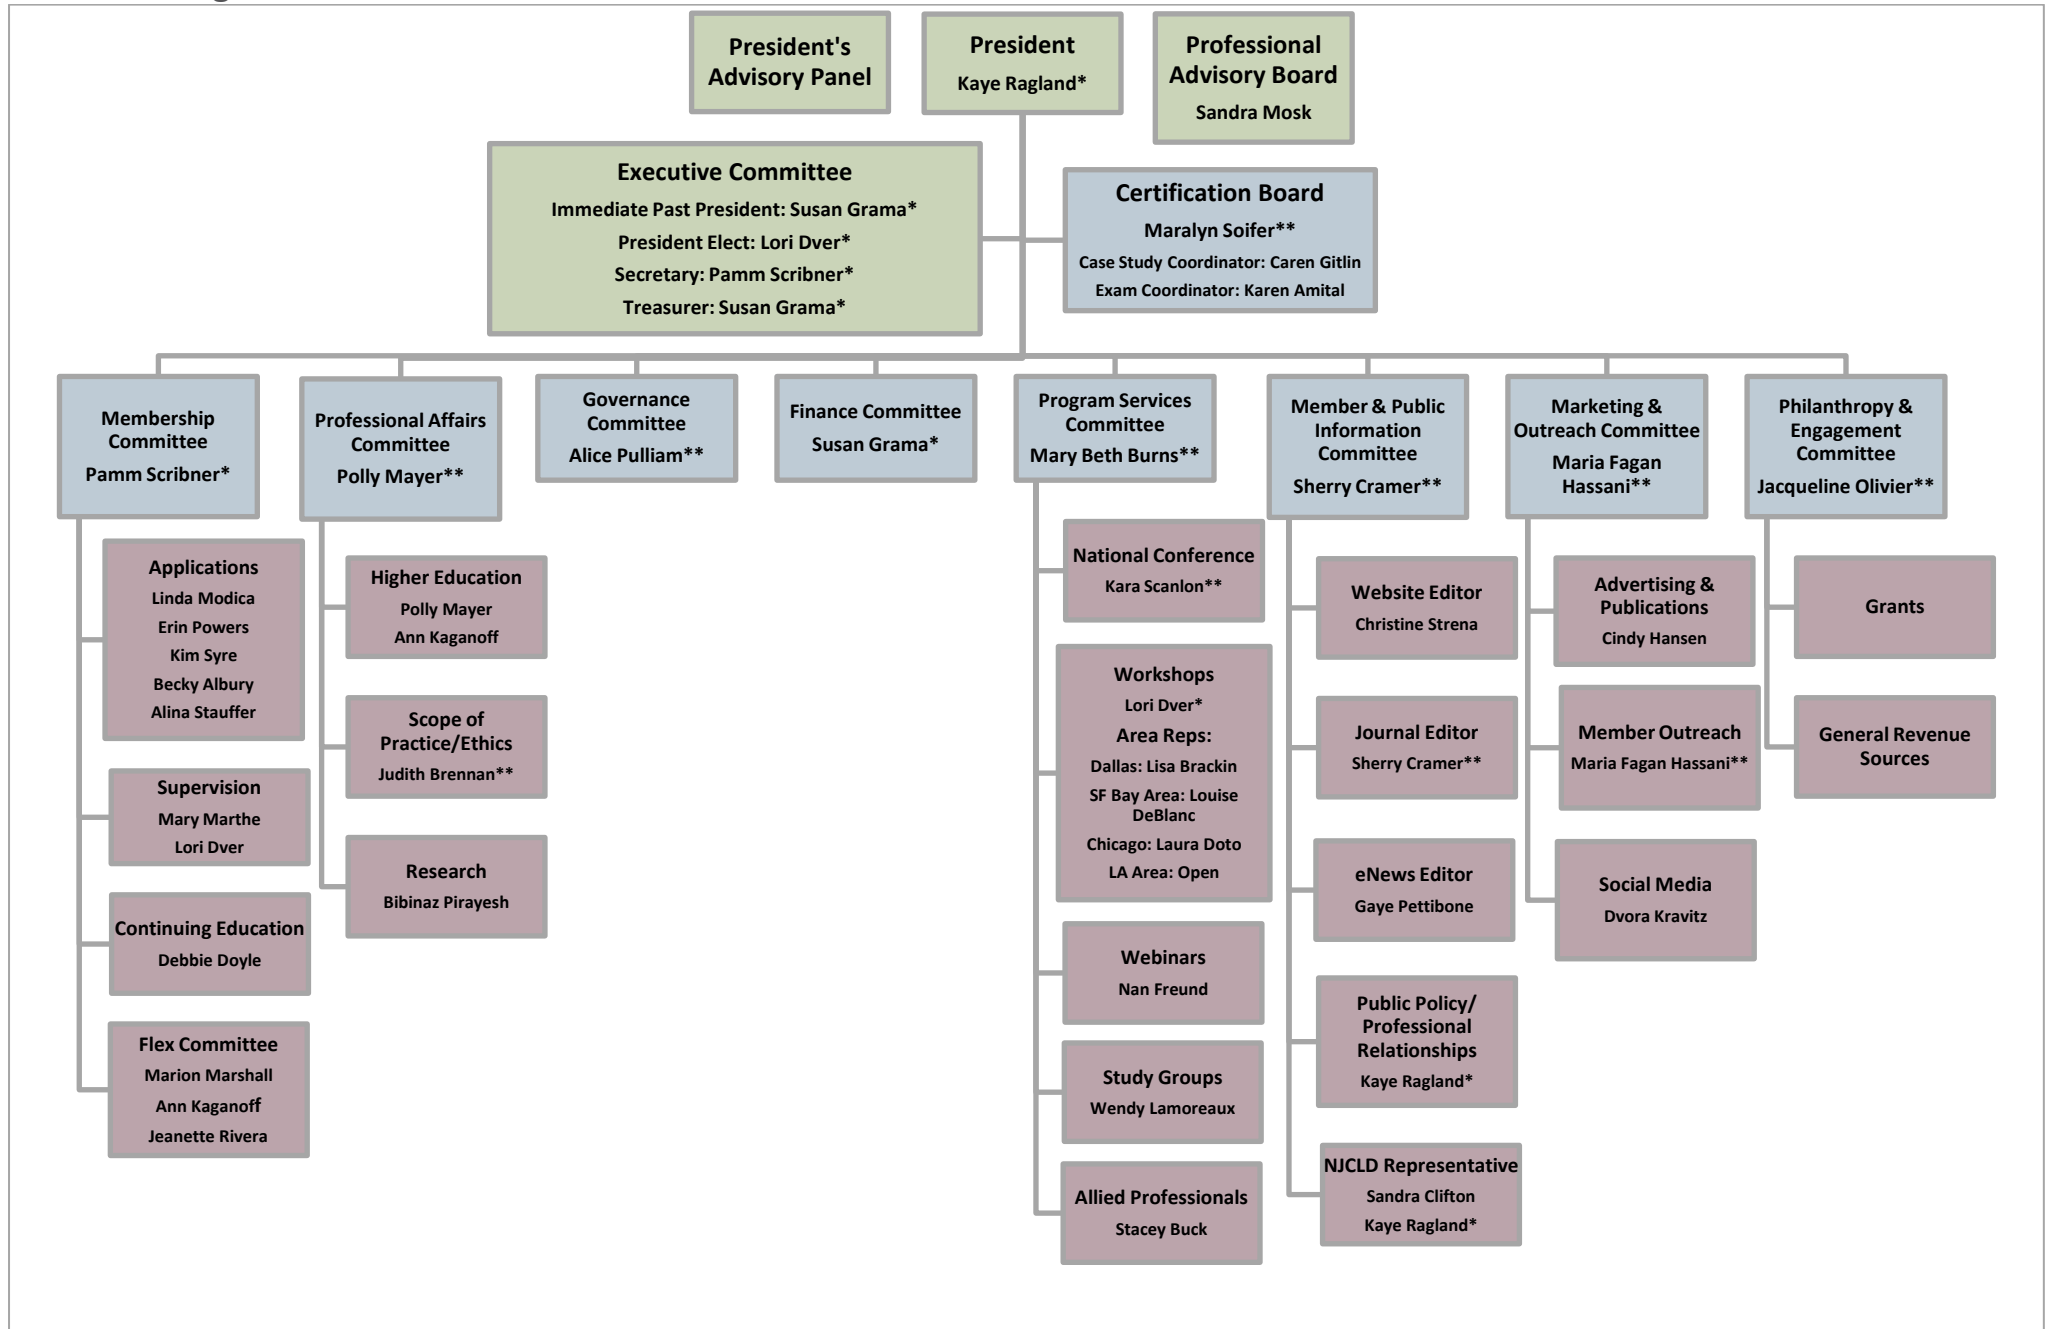 President's
Advisory Panel
President
Kaye Ragland*
Professional
Advisory Board
Sandra Mosk
Executive Committee
Immediate Past President: Susan Grama*
President Elect: Lori Dver*
Secretary: Pamm Scribner*
Treasurer: Susan Grama*
Certification Board
Maralyn Soifer**
Case Study Coordinator: Caren Gitlin
Exam Coordinator: Karen Amital
Membership
Committee
Pamm Scribner*
Professional Affairs
Committee
Polly Mayer**
Governance
Committee
Alice Pulliam**
Finance Committee
Susan Grama*
Program Services
Committee
Mary Beth Burns**
Member & Public
Information
Committee
Sherry Cramer**
Marketing &
Outreach Committee
Maria Fagan
Hassani**
Philanthropy &
Engagement
Committee
Jacqueline Olivier**
Applications
Linda Modica
Erin Powers
Kim Syre
Becky Albury
Alina Stauffer
Supervision
Mary Marthe
Lori Dver
Continuing Education
Debbie Doyle
Flex Committee
Marion Marshall
Ann Kaganoff
Jeanette Rivera
Higher Education
Polly Mayer
Ann Kaganoff
Scope of
Practice/Ethics
Judith Brennan**
Research
Bibinaz Pirayesh
National Conference
Kara Scanlon**
Workshops
Lori Dver*
Area Reps:
Dallas: Lisa Brackin
SF Bay Area: Louise
DeBlanc
Chicago: Laura Doto
LA Area: Open
Webinars
Nan Freund
Study Groups
Wendy Lamoreaux
Allied Professionals
Stacey Buck
Website Editor
Christine Strena
Journal Editor
Sherry Cramer**
eNews Editor
Gaye Pettibone
Public Policy/
Professional
Relationships
Kaye Ragland*
NJCLD Representative
Sandra Clifton
Kaye Ragland*
Advertising &
Publications
Cindy Hansen
Member Outreach
Maria Fagan Hassani**
Social Media
Dvora Kravitz
Grants
General Revenue
Sources